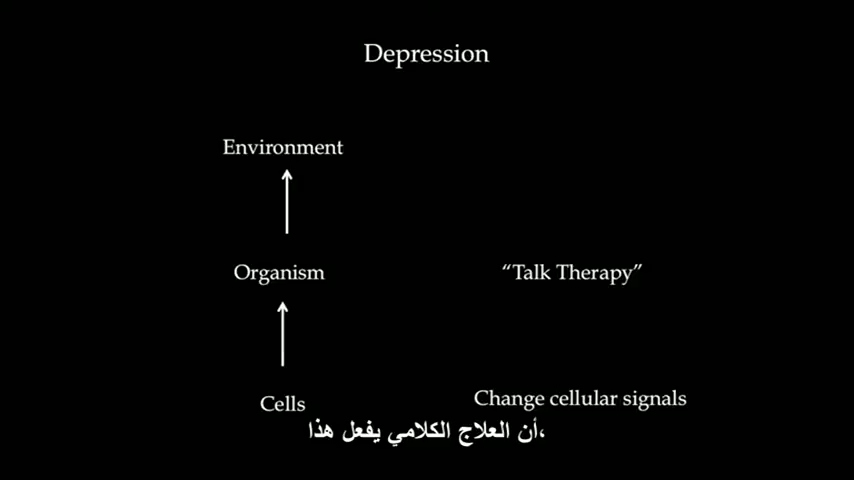 Depression
Environment
Organism
“Talk Therapy”
Cells
Change cellular signals
أن العلاج الكلامي يفعل هذا،